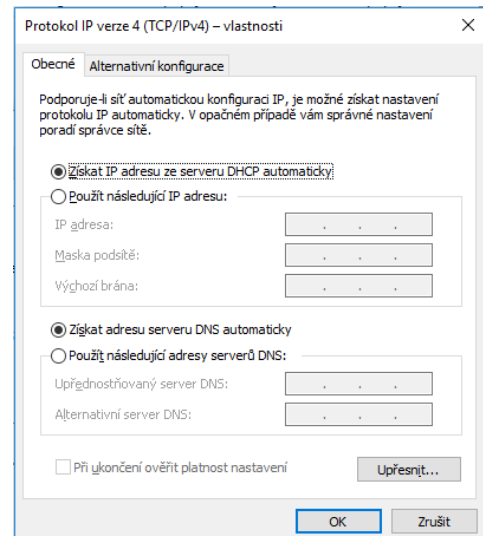 Protokol IP verze 4 (TCP/IPv4) – vlastnosti
Obecné
Alternativní konfigurace
Podporuje-li síť automatickou konfiguraci IP, je možné získat nastavení
protokolu IP automaticky. V opačném případě vám správné nastavení
poradí správce sítě.
Získat IP adresu ze serveru DHCP automaticky
Použít následující IP adresu:
IP adresa:
Maska podsítě:
Výchozí brána:
Získat adresu serveru DNS automaticky
Použít následující adresy serverů DNS:
Upřednostňovaný server DNS:
Alternativní server DNS:
Při ukončení ověřit platnost nastavení
Upřesnit...
OK
Zrušit